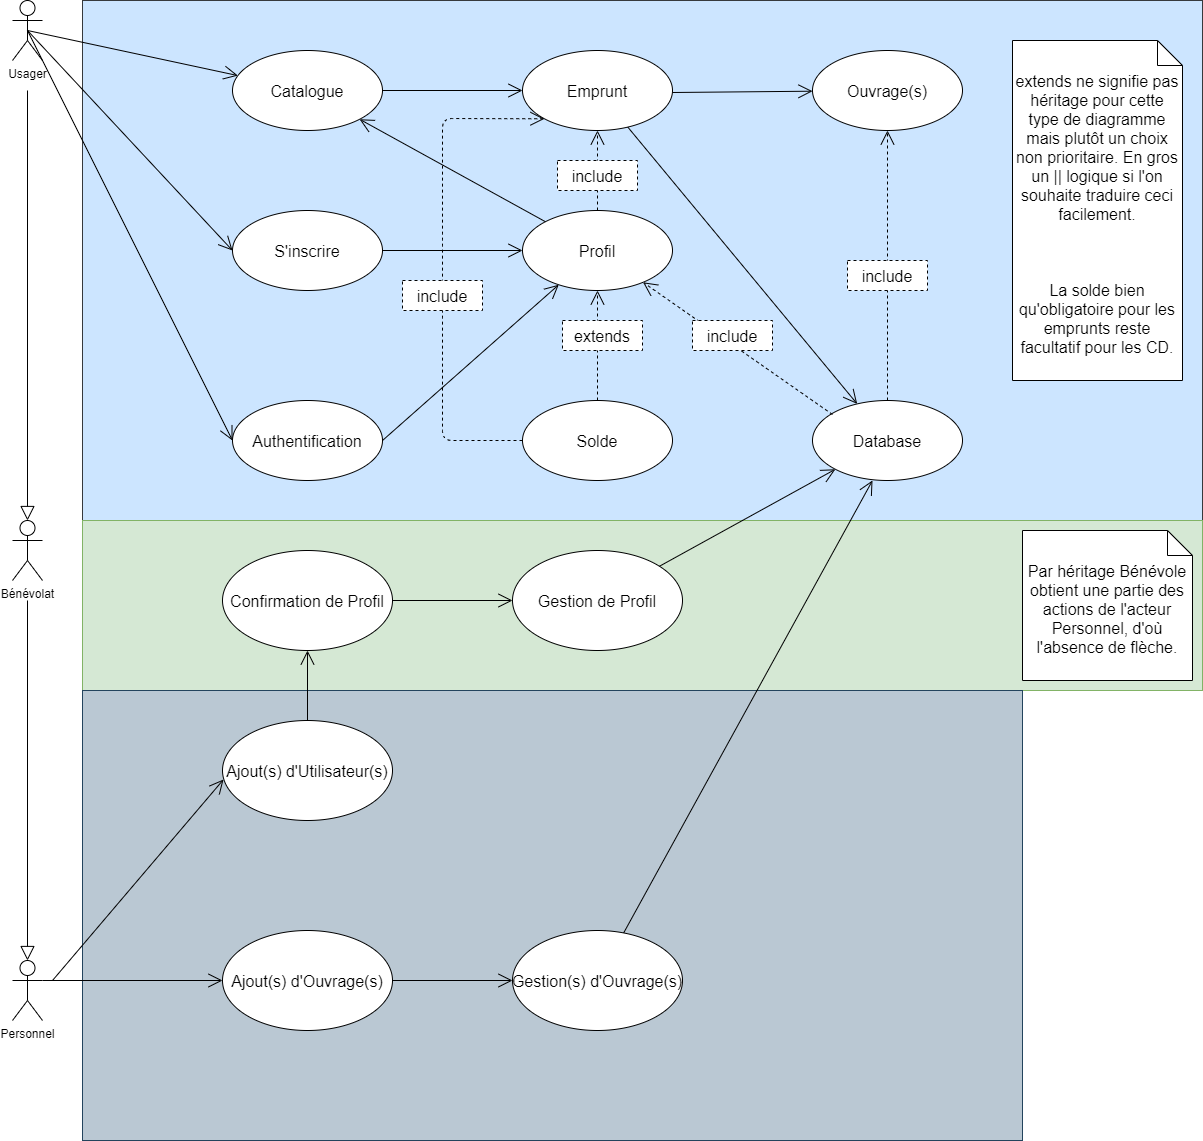 Usager
Catalogue
Emprunt
Ouvrage(s)
extends ne signifie pas
héritage pour cette
type de diagramme
mais plutôt un choix
non prioritaire. En gros
un || logique si l'on
souhaite traduire ceci
facilement.
La solde bien
qu'obligatoire pour les
emprunts reste
facultatif pour les CD.
include
S'inscrire
Profil
include
include
extends
include
Authentification
Solde
Database
Bénévolat
Confirmation de Profil
Gestion de Profil
Par héritage Bénévole
obtient une partie des
actions de l'acteur
Personnel, d'où
l'absence de flèche.
Ajout(s) d'Utilisateur(s)
Personnel
Ajout(s) d'Ouvrage(s)
Gestion(s) d'Ouvrage(s)